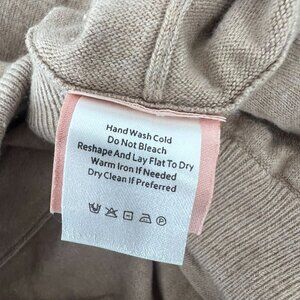 Hand Wash Cold
Do Not Bleach
Reshape And Lay Flat To Dry
Warm Iron If Needed
Dry Clean If Preferred